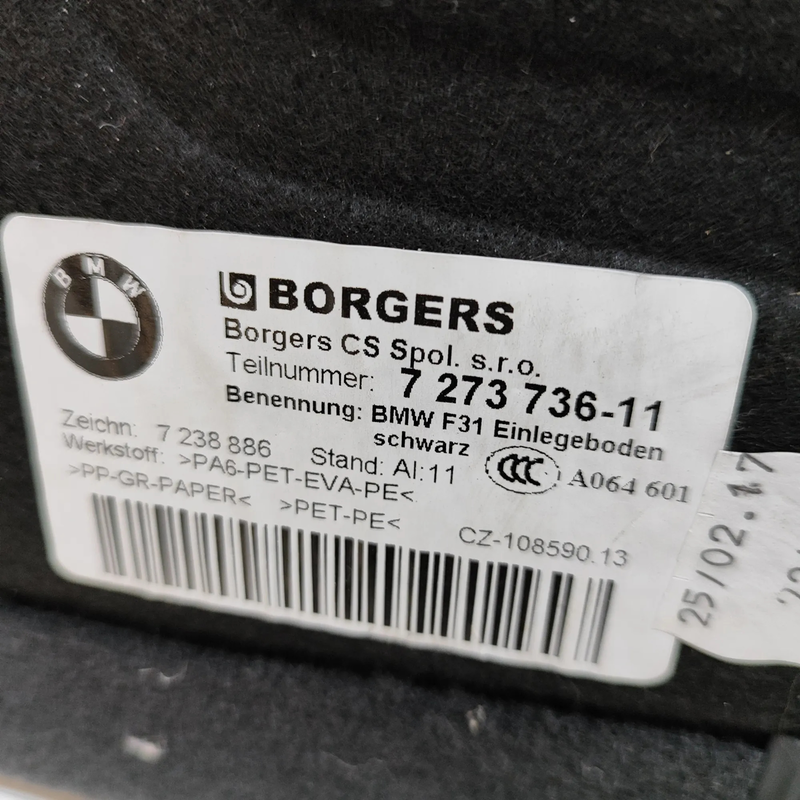 BMW
BORGERS
Borgers CS Spol. s.r.o.
Teilnummer: 7 273 736-11
Benennung: BMW F31 Einlegeboden
schwarz
Zeichn: 7 238 886
Stand: AI:11
CCC A064 601
Werkstoff: >PA6-PET-EVA-PE<
>PP-GR-PAPER< >PET-PE<
CZ-108590.13
25/02.17